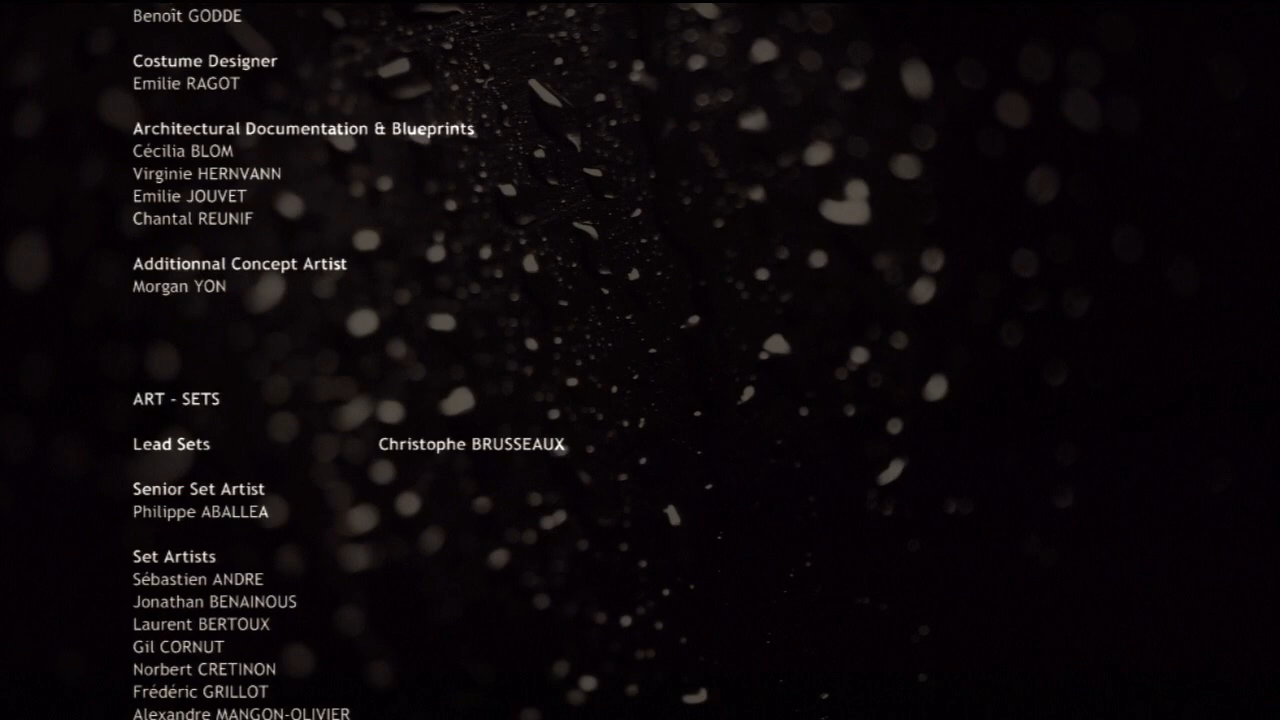 Benoît GODDE
Costume Designer
Emilie RAGOT
Architectural Documentation & Blueprints
Cécilia BLOM
Virginie HERNVANN
Emilie JOUVET
Chantal REUNIF
Additionnal Concept Artist
Morgan YON
ART - SETS
Lead Sets Christophe BRUSSEAUX
Senior Set Artist
Philippe ABALLEA
Set Artists
Sébastien ANDRE
Jonathan BENAINOUS
Laurent BERTOUX
Gil CORNUT
Norbert CRETINON
Frédéric GRILLOT
Alexandre MANGON-OLIVIER